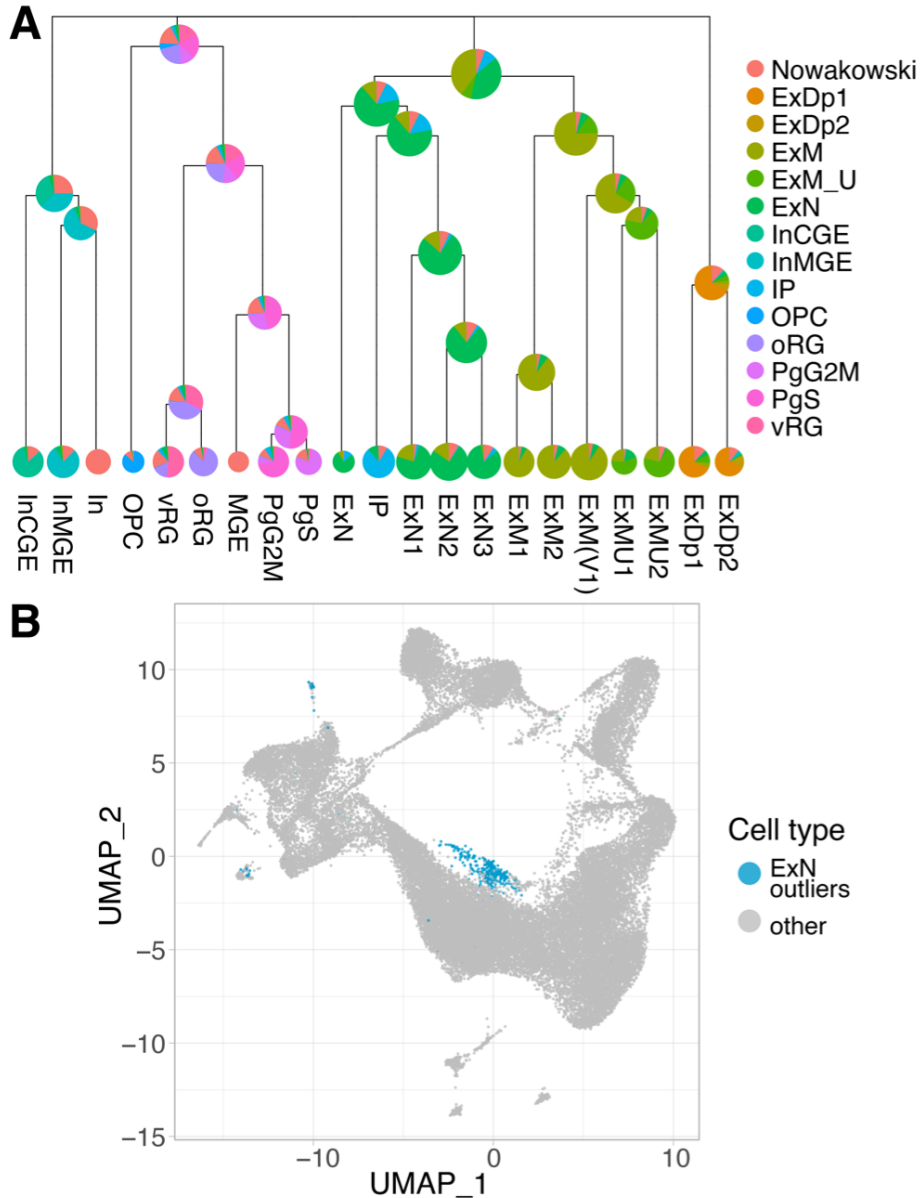 A
Nowakowski
ExDp1
ExDp2
ExM
ExM_U
ExN
InCGE
InMGE
IP
OPC
oRG
PgG2M
PgS
vRG
InCGE
InMGE
In
OPC
vRG
oRG
MGE
PgG2M
PgS
ExN
IP
ExN1
ExN2
ExN3
ExM1
ExM2
ExM(V1)
ExMU1
ExMU2
ExDp1
ExDp2
B
10
5
0
−5
−10
−15
UMAP_2
−10 0 10
UMAP_1
Cell type
ExN
outliers
other